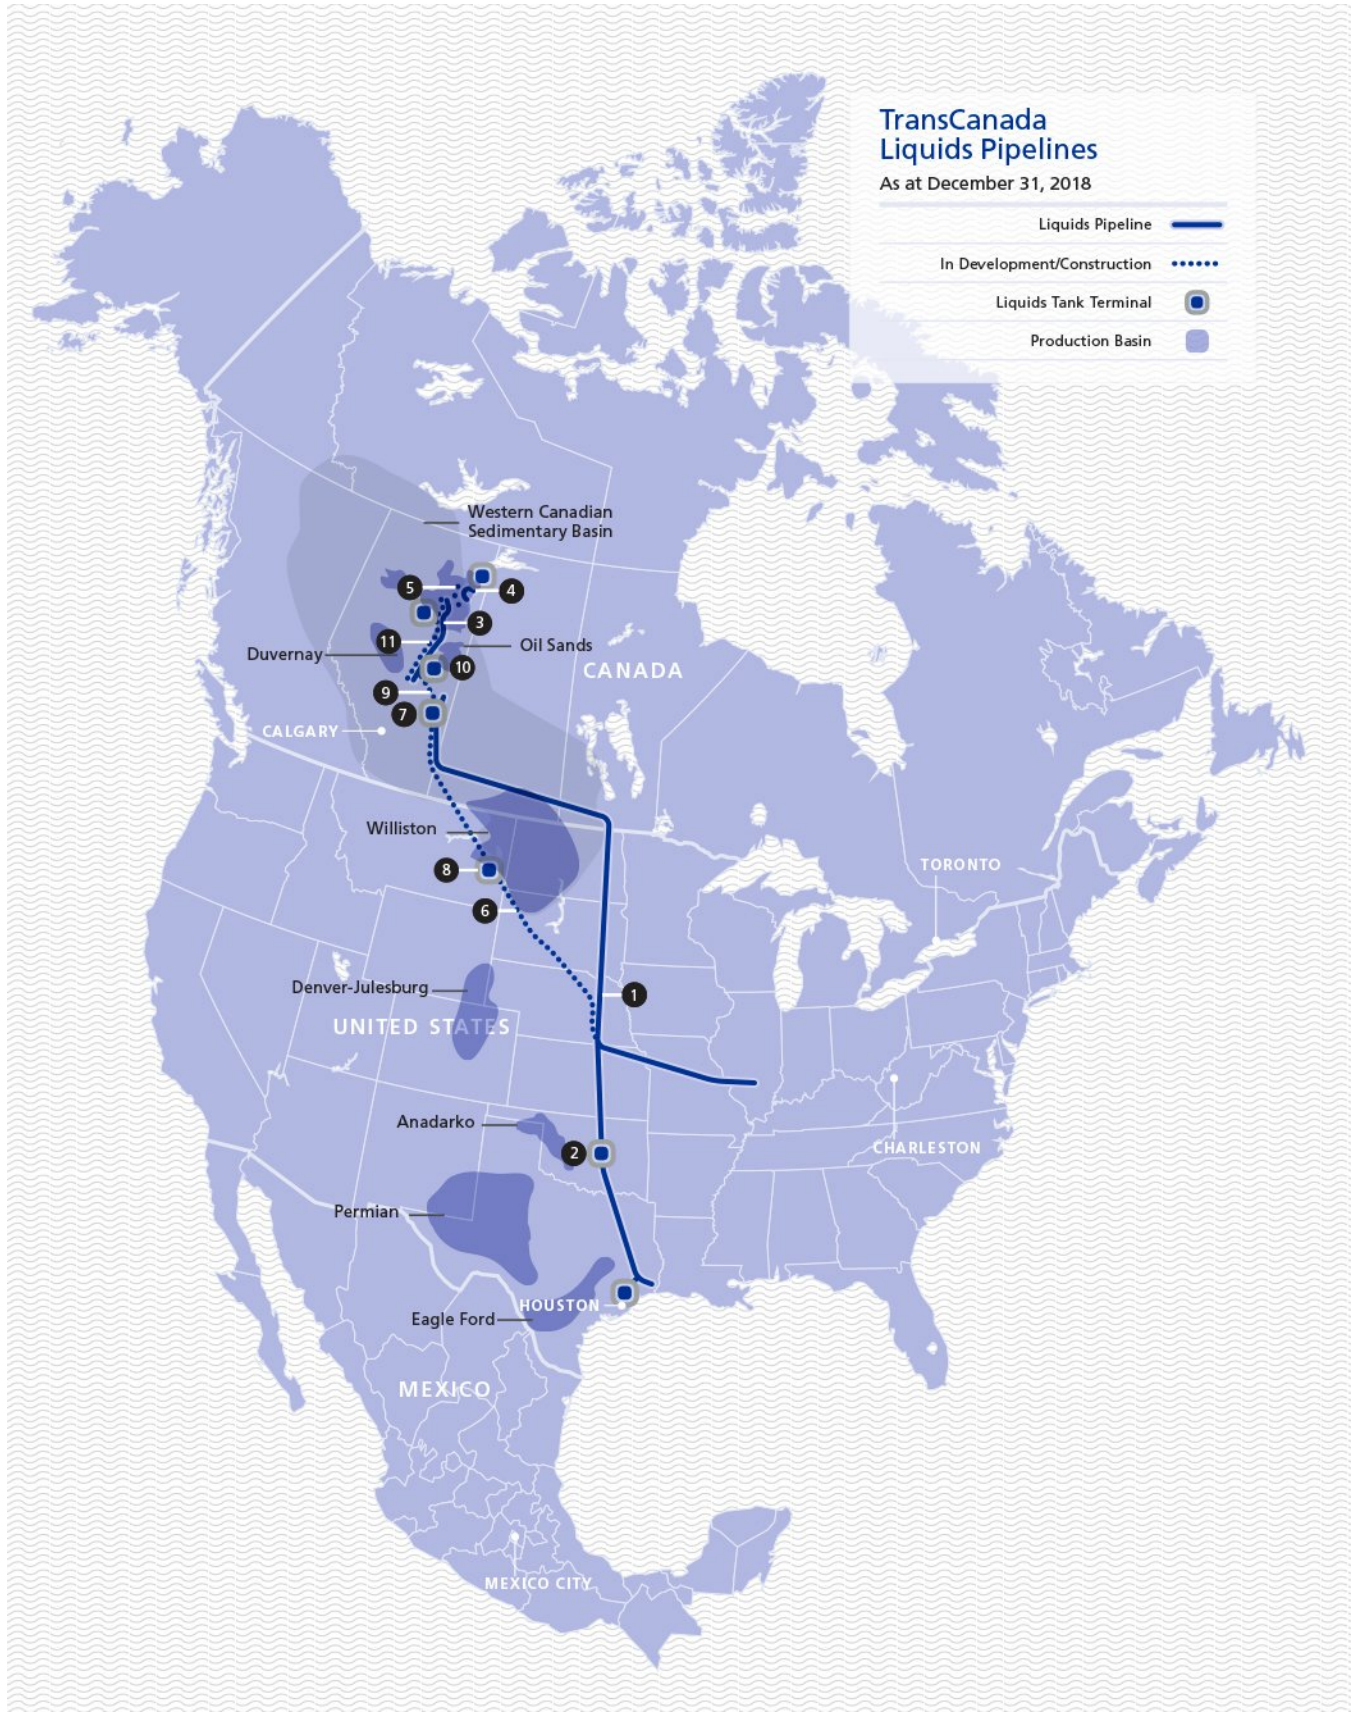 TransCanada
Liquids Pipelines
As at December 31, 2018
Liquids Pipeline
In Development/Construction
Liquids Tank Terminal
Production Basin
Western Canadian
Sedimentary Basin
5
4
3
11
Oil Sands
Duvernay
10
CANADA
9
7
CALGARY
Williston
TORONTO
8
6
Denver-Julesburg
1
UNITED STATES
Anadarko
2
CHARLESTON
Permian
HOUSTON
Eagle Ford
MEXICO
MEXICO CITY